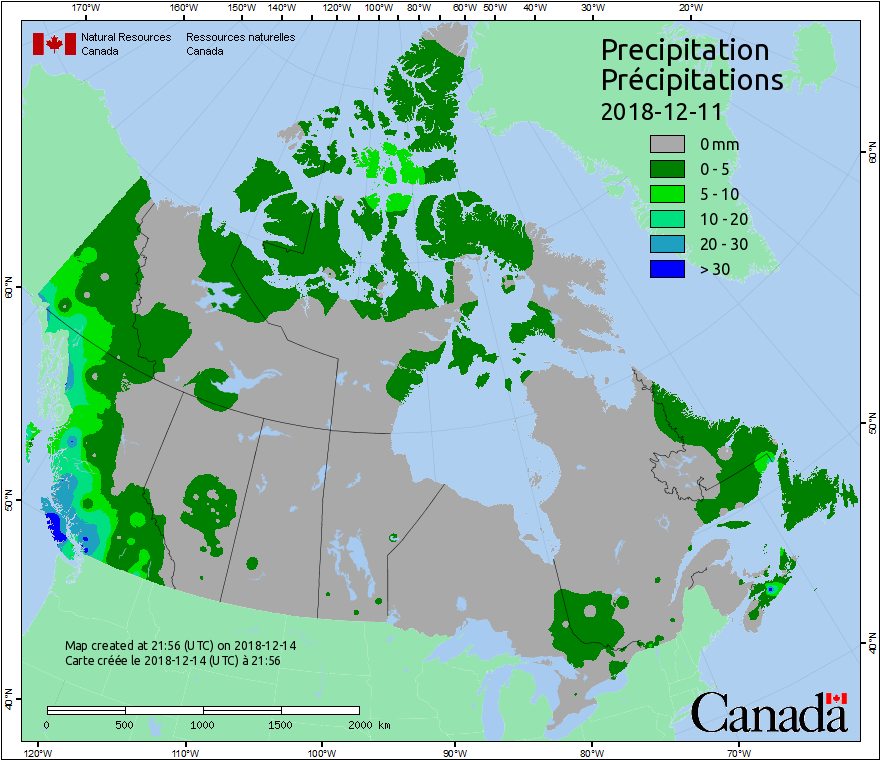 170°W 160°W 150°W 140°W 130°W 120°W 110°W 100°W 90°W 80°W 60°W 50°W 40°W 30°W 20°W
Natural Resources Ressources naturelles
Canada Canada
Precipitation
Précipitations
2018-12-11
0 mm
0 - 5
5 - 10
10 - 20
20 - 30
> 30
60°N
60°N
50°N
50°N
40°N
40°N
Map created at 21:56 (UTC) on 2018-12-14
Carte créée le 2018-12-14 (UTC) à 21:56
0 500 1000 1500 2000 km
Canada
120°W 110°W 100°W 90°W 80°W 70°W